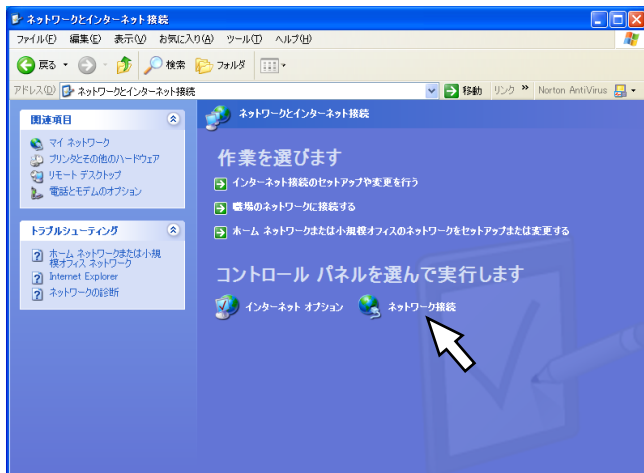 ネットワークとインターネット接続
ファイル(F) 編集(E) 表示(V) お気に入り(A) ツール(T) ヘルプ(H)
戻る 検索 フォルダ
アドレス(D) ネットワークとインターネット接続 移動 リンク » Norton AntiVirus
関連項目
マイ ネットワーク
プリンタとその他のハードウェア
リモート デスクトップ
電話とモデムのオプション
トラブルシューティング
ホーム ネットワークまたは小規
模オフィス ネットワーク
Internet Explorer
ネットワークの診断
ネットワークとインターネット接続
作業を選びます
インターネット接続のセットアップや変更を行う
職場のネットワークに接続する
ホーム ネットワークまたは小規模オフィスのネットワークをセットアップまたは変更する
コントロール パネルを選んで実行します
インターネット オプション ネットワーク接続